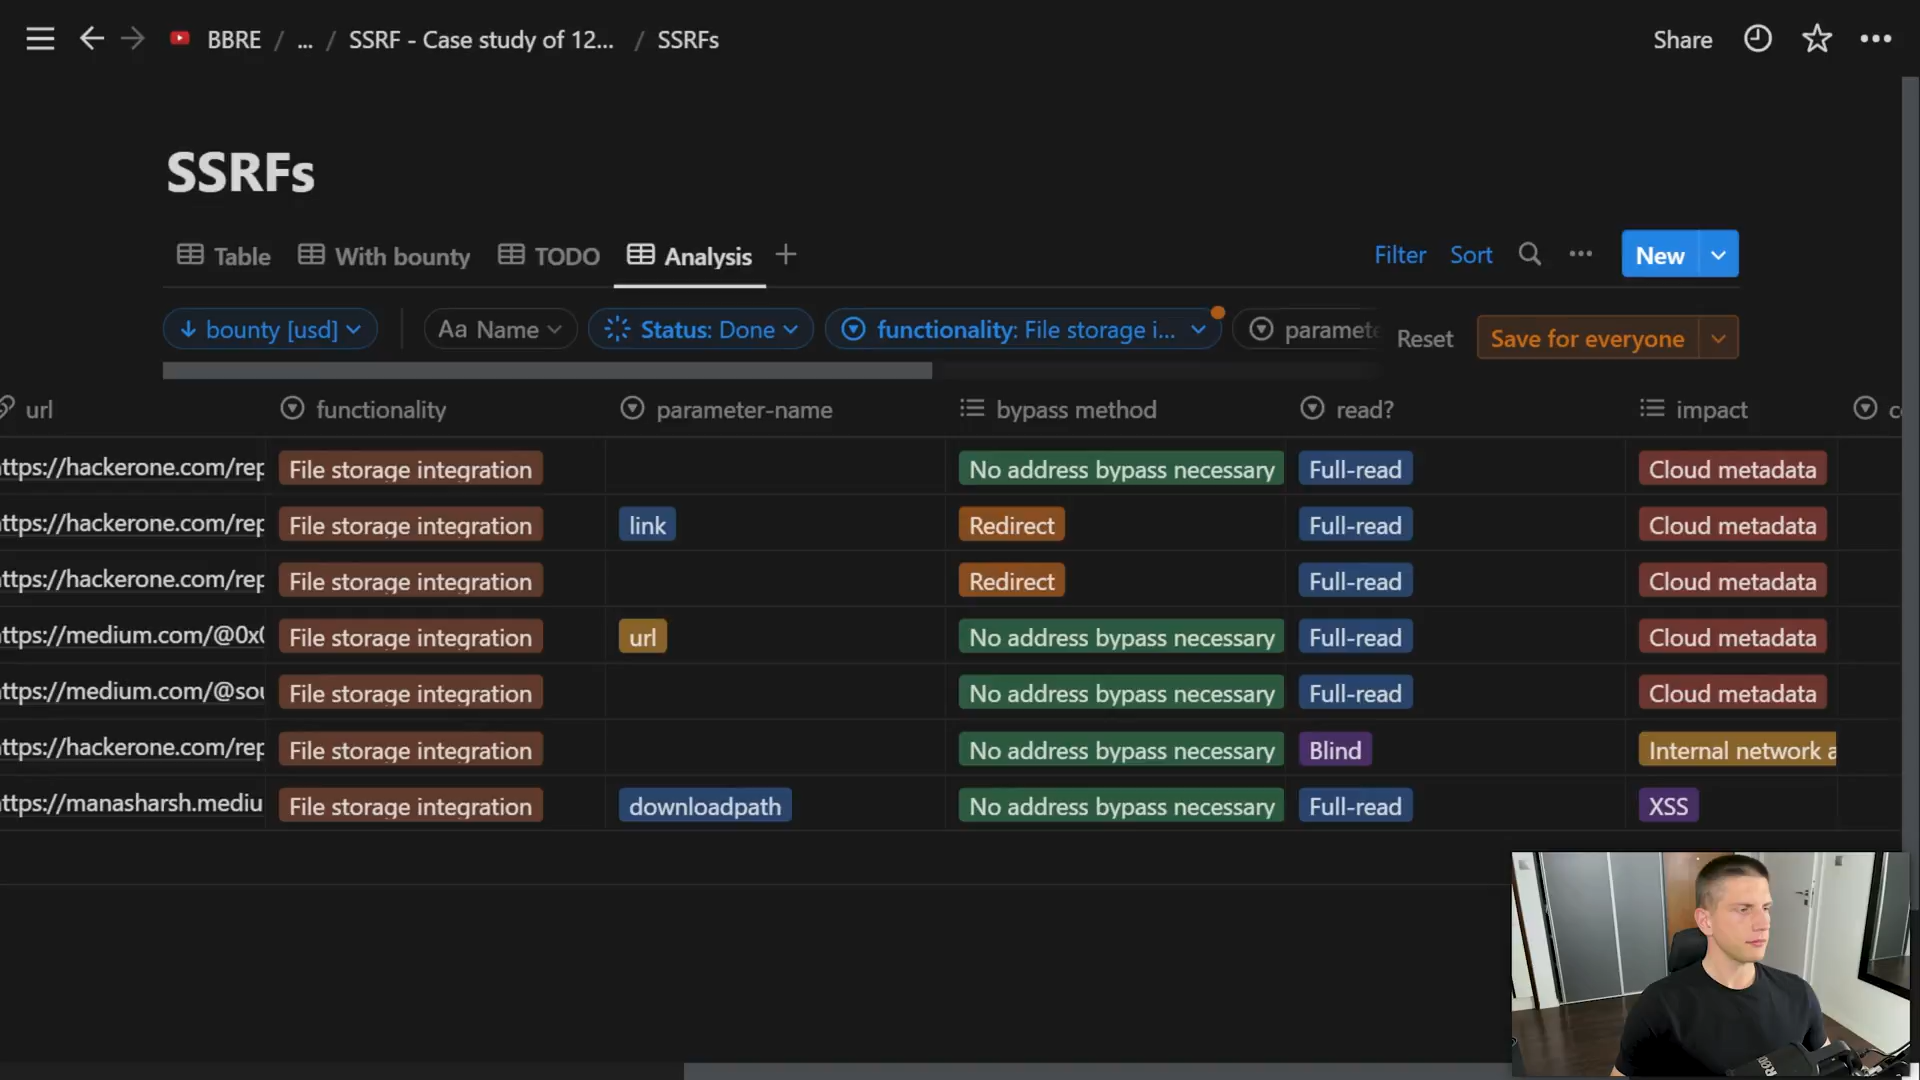 BBRE / ... / SSRF - Case study of 12... / SSRFs
Share
SSRFs
Table With bounty TODO Analysis
Filter Sort New
bounty [usd] Aa Name Status: Done functionality: File storage i... paramete Reset Save for everyone
url functionality parameter-name bypass method read? impact c
ttps://hackerone.com/rep File storage integration No address bypass necessary Full-read Cloud metadata
ttps://hackerone.com/rep File storage integration link Redirect Full-read Cloud metadata
ttps://hackerone.com/rep File storage integration Redirect Full-read Cloud metadata
ttps://medium.com/@0x0 File storage integration url No address bypass necessary Full-read Cloud metadata
ttps://medium.com/@sou File storage integration No address bypass necessary Full-read Cloud metadata
ttps://hackerone.com/rep File storage integration No address bypass necessary Blind Internal network a
ttps://manasharsh.mediu File storage integration downloadpath No address bypass necessary Full-read XSS